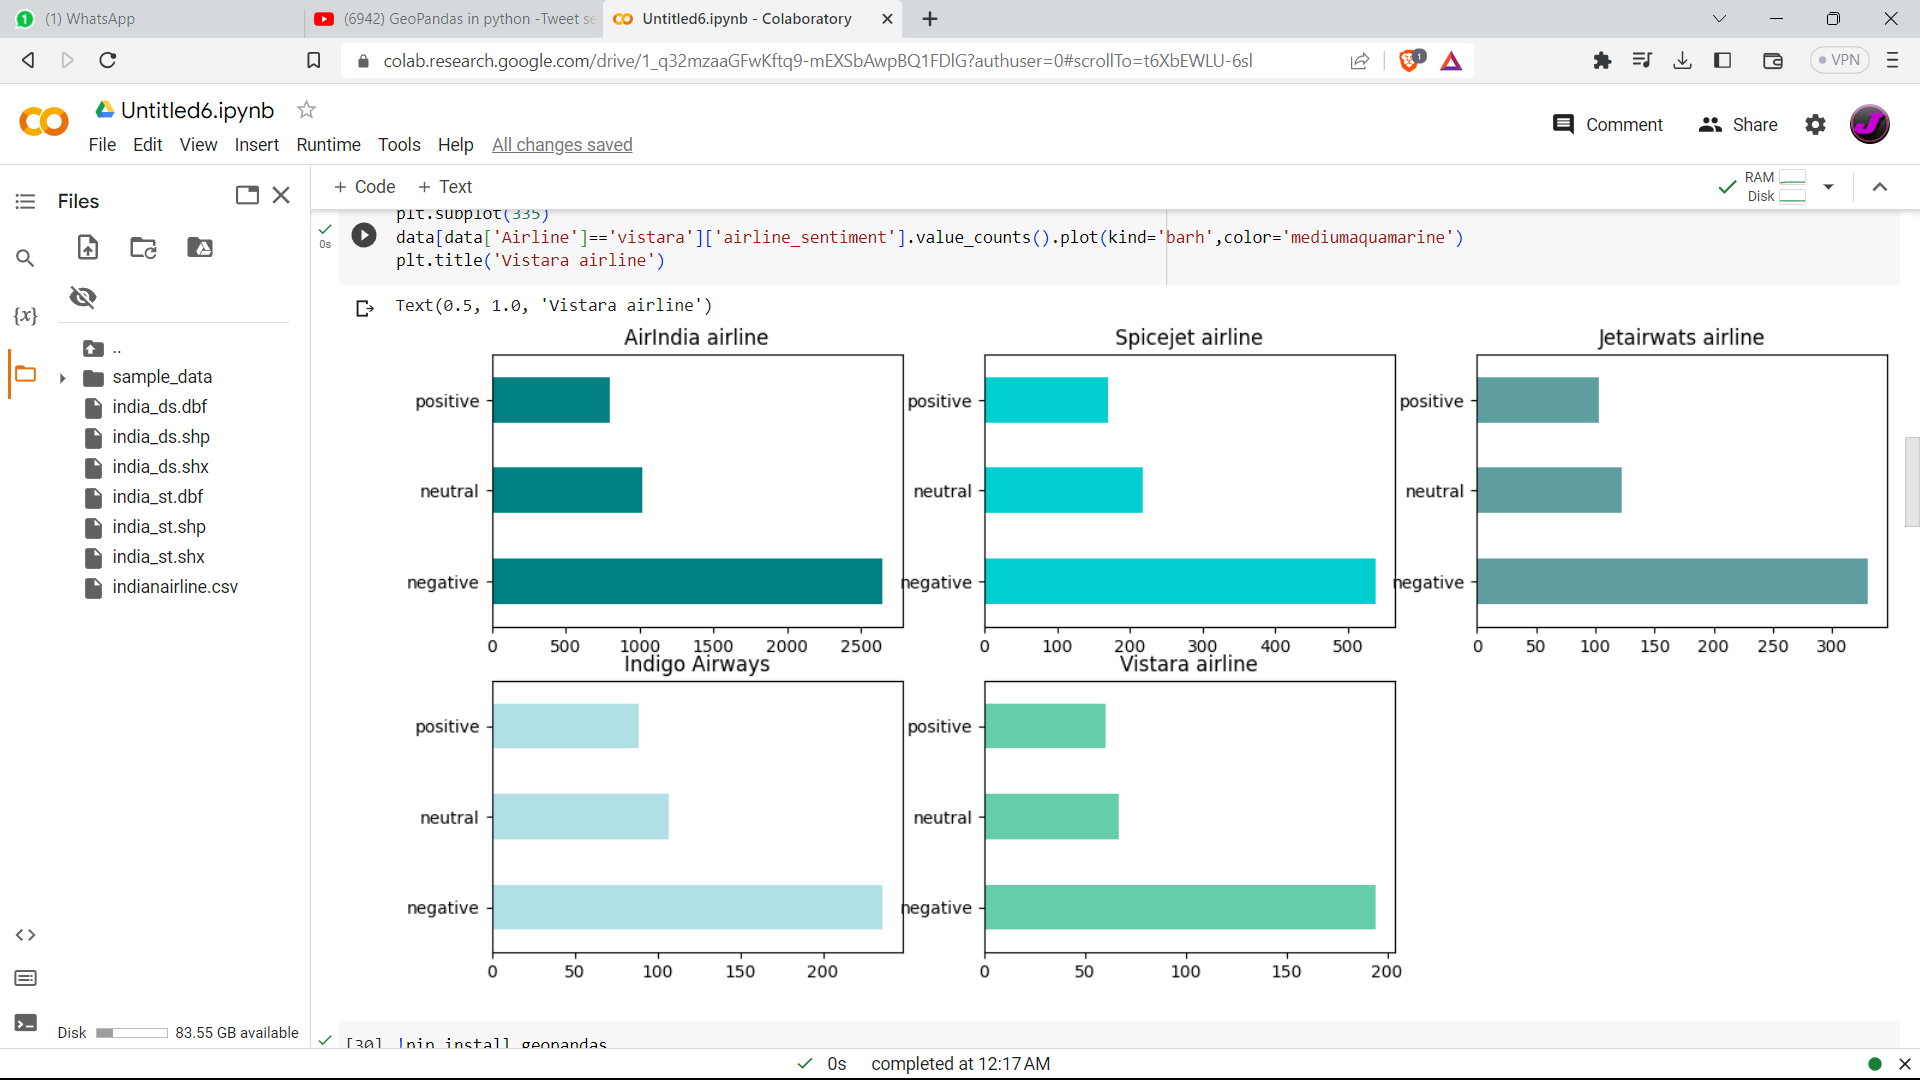 (1) WhatsApp
(6942) GeoPandas in python -Tweet se
Untitled6.ipynb - Colaboratory
colab.research.google.com/drive/1_q32mzaaGFwKftq9-mEXSbAwpBQ1FDlG?authuser=0#scrollTo=t6XbEWLU-6sl
1
VPN
Untitled6.ipynb
File Edit View Insert Runtime Tools Help All changes saved
Comment
Share
Files
+ Code + Text
RAM
Disk
{x}
..
sample_data
india_ds.dbf
india_ds.shp
india_ds.shx
india_st.dbf
india_st.shp
india_st.shx
indianairline.csv
Disk 83.55 GB available
0s
plt.subplot(335)
data[data['Airline']=='vistara']['airline_sentiment'].value_counts().plot(kind='barh',color='mediumaquamarine')
plt.title('Vistara airline')
Text(0.5, 1.0, 'Vistara airline')
AirIndia airline
positive
neutral
negative
0 500 1000 1500 2000 2500
Spicejet airline
positive
neutral
negative
0 100 200 300 400 500
Jetairwats airline
positive
neutral
negative
0 50 100 150 200 250 300
Indigo Airways
positive
neutral
negative
0 50 100 150 200
Vistara airline
positive
neutral
negative
0 50 100 150 200
[30] !pip install geopandas
0s completed at 12:17 AM